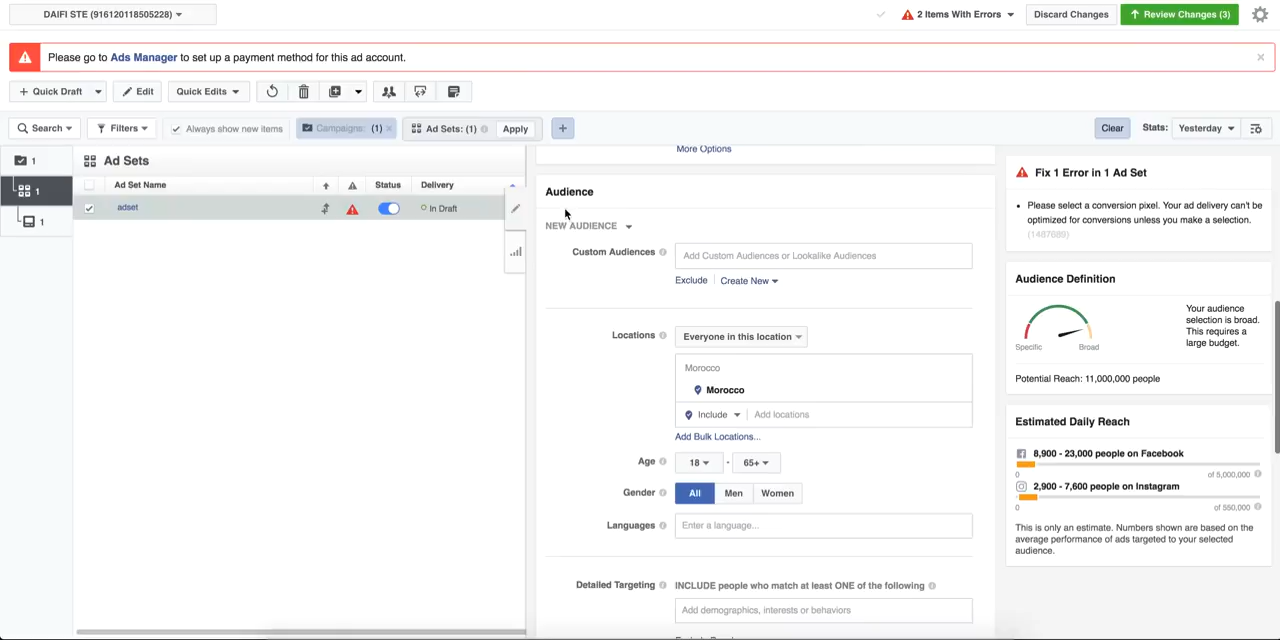 DAIFI STE (916120118505228)
2 Items With Errors
Discard Changes
Review Changes (3)
Please go to Ads Manager to set up a payment method for this ad account.
Quick Draft
Edit
Quick Edits
Search
Filters
Always show new items
Campaigns: (1)
Ad Sets: (1)
Apply
Clear
Stats:
Yesterday
1
1
1
Ad Sets
Ad Set Name
Status
Delivery
adset
In Draft
More Options
Audience
NEW AUDIENCE
Custom Audiences
Add Custom Audiences or Lookalike Audiences
Exclude
Create New
Locations
Everyone in this location
Morocco
Morocco
Include
Add locations
Add Bulk Locations...
Age
18 - 65+
Gender
All
Men
Women
Languages
Enter a language...
Detailed Targeting
INCLUDE people who match at least ONE of the following
Add demographics, interests or behaviors
Fix 1 Error in 1 Ad Set
Please select a conversion pixel. Your ad delivery can't be
optimized for conversions unless you make a selection.
(1487689)
Audience Definition
Specific
Broad
Your audience
selection is broad.
This requires a
large budget.
Potential Reach: 11,000,000 people
Estimated Daily Reach
8,900 - 23,000 people on Facebook
0
of 5,000,000
2,900 - 7,600 people on Instagram
0
of 550,000
This is only an estimate. Numbers shown are based on the
average performance of ads targeted to your selected
audience.